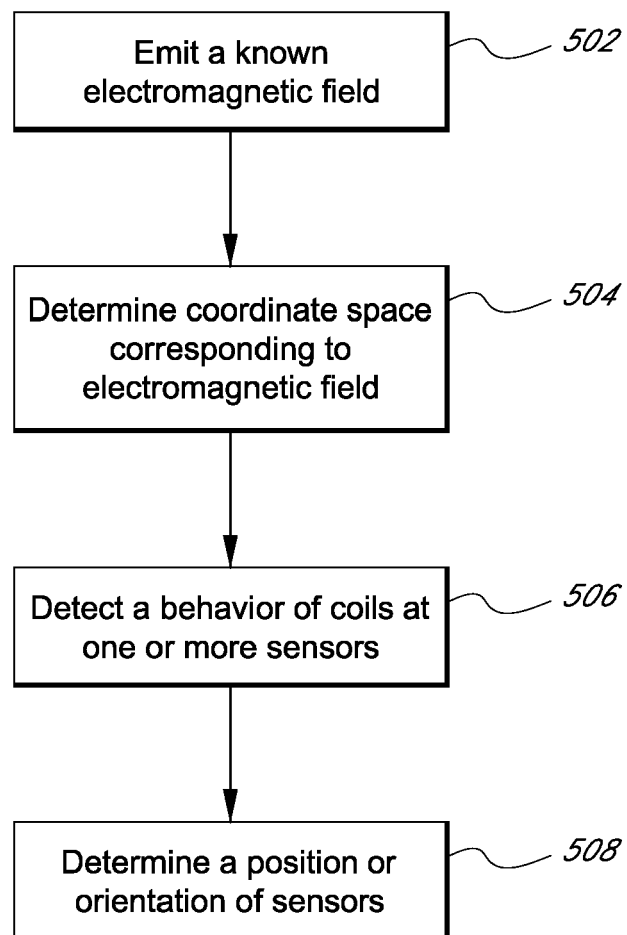 Emit a known
electromagnetic field
502
Determine coordinate space
corresponding to
electromagnetic field
504
Detect a behavior of coils at
one or more sensors
506
Determine a position or
orientation of sensors
508